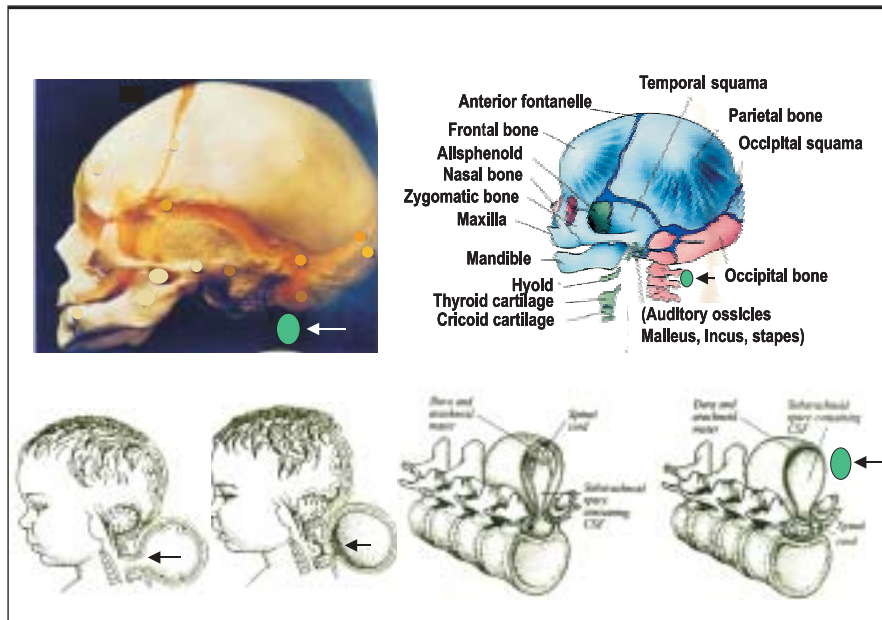 Temporal squama
Anterior fontanelle
Parietal bone
Frontal bone
Occipital squama
Alisphenoid
Nasal bone
Zygomatic bone
Maxilla
Mandible
Occipital bone
Hyoid
Thyroid cartilage
Cricoid cartilage
(Auditory ossicles
Malleus, Incus, stapes)
Dura and
arachnoid
mater
Spinal
cord
Subarachnoid
space
containing
CSF
Dura and
arachnoid
mater
Subarachnoid
space containing
CSF
Spinal
cord